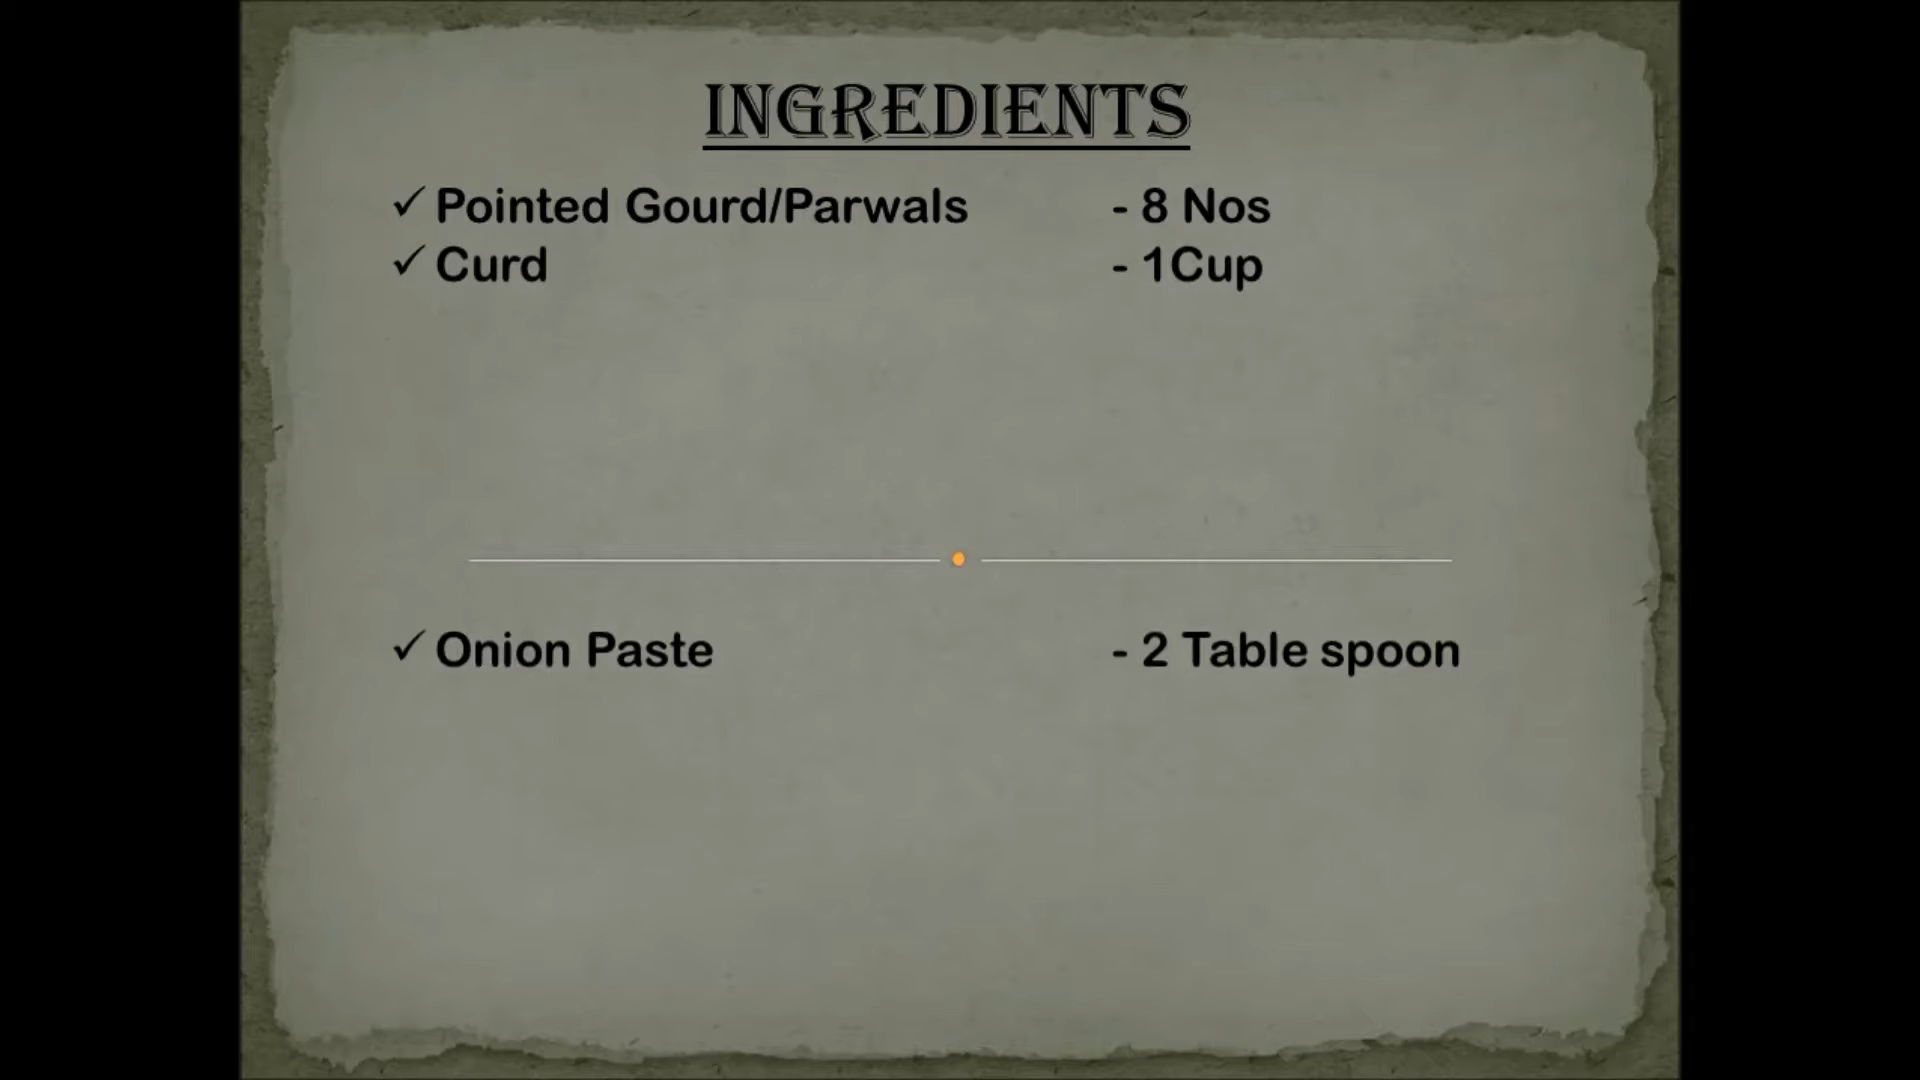 INGREDIENTS
✓ Pointed Gourd/Parwals - 8 Nos
✓ Curd - 1Cup
✓ Onion Paste - 2 Table spoon